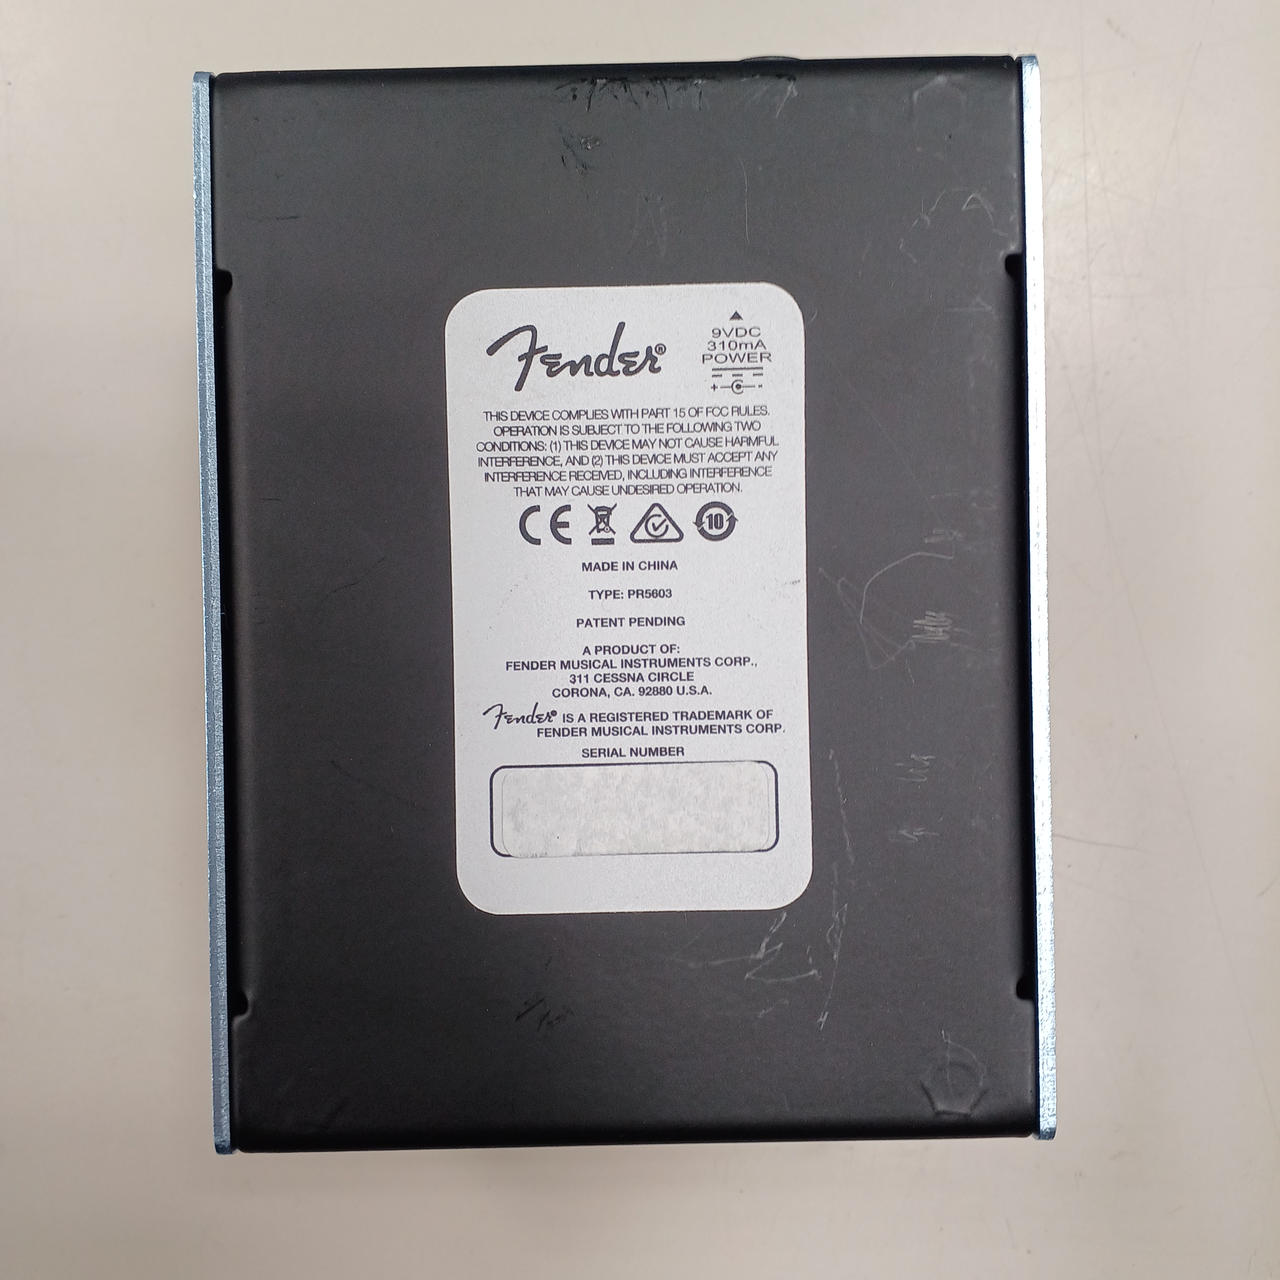 Fender®
9VDC
310mA
POWER
+ -
THIS DEVICE COMPLIES WITH PART 15 OF FCC RULES.
OPERATION IS SUBJECT TO THE FOLLOWING TWO
CONDITIONS: (1) THIS DEVICE MAY NOT CAUSE HARMFUL
INTERFERENCE, AND (2) THIS DEVICE MUST ACCEPT ANY
INTERFERENCE RECEIVED, INCLUDING INTERFERENCE
THAT MAY CAUSE UNDESIRED OPERATION.
CE 10
MADE IN CHINA
TYPE: PR5603
PATENT PENDING
A PRODUCT OF:
FENDER MUSICAL INSTRUMENTS CORP.,
311 CESSNA CIRCLE
CORONA, CA. 92880 U.S.A.
Fender® IS A REGISTERED TRADEMARK OF
FENDER MUSICAL INSTRUMENTS CORP.
SERIAL NUMBER